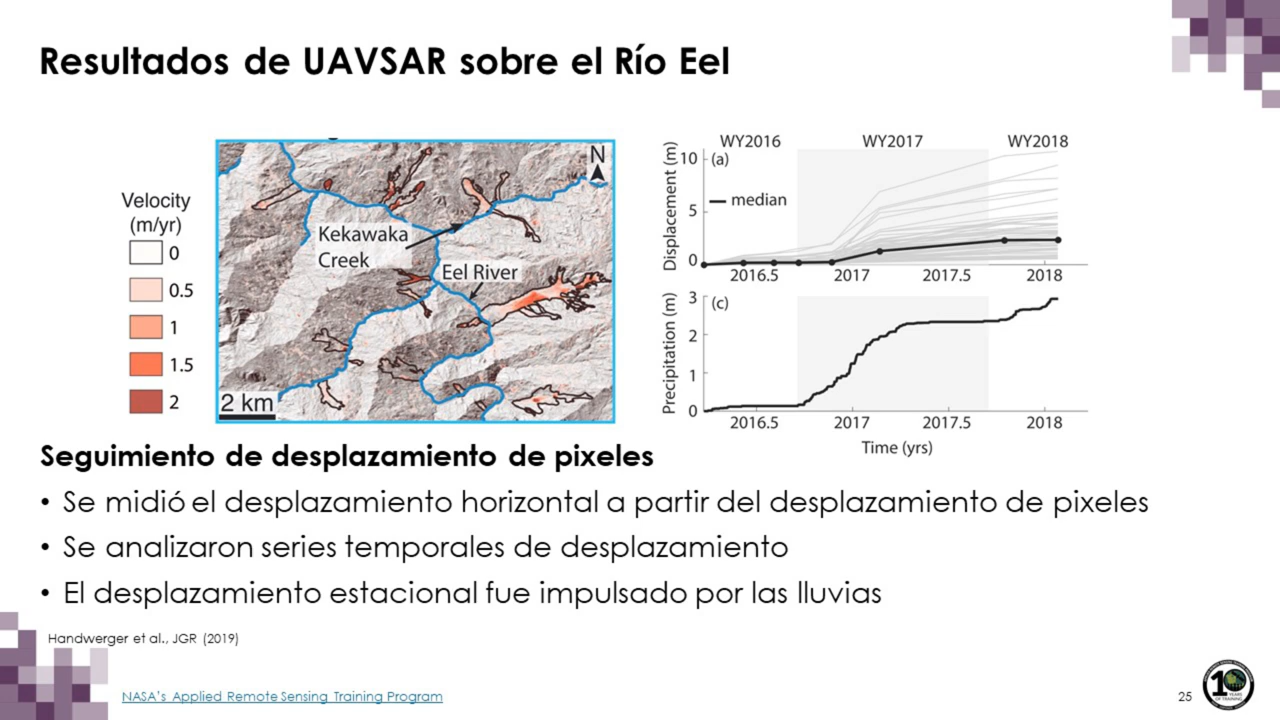 Resultados de UAVSAR sobre el Río Eel
Velocity
(m/yr)
0
0.5
1
1.5
2
N
Kekawaka
Creek
Eel River
2 km
WY2016 WY2017 WY2018
Displacement (m)
10
5
0
(a)
median
2016.5 2017 2017.5 2018
Precipitation (m)
3
2
1
0
(c)
2016.5 2017 2017.5 2018
Time (yrs)
Seguimiento de desplazamiento de pixeles
• Se midió el desplazamiento horizontal a partir del desplazamiento de pixeles
• Se analizaron series temporales de desplazamiento
• El desplazamiento estacional fue impulsado por las lluvias
Handwerger et al., JGR (2019)
NASA's Applied Remote Sensing Training Program
25
10
YEARS
OF TRAINING